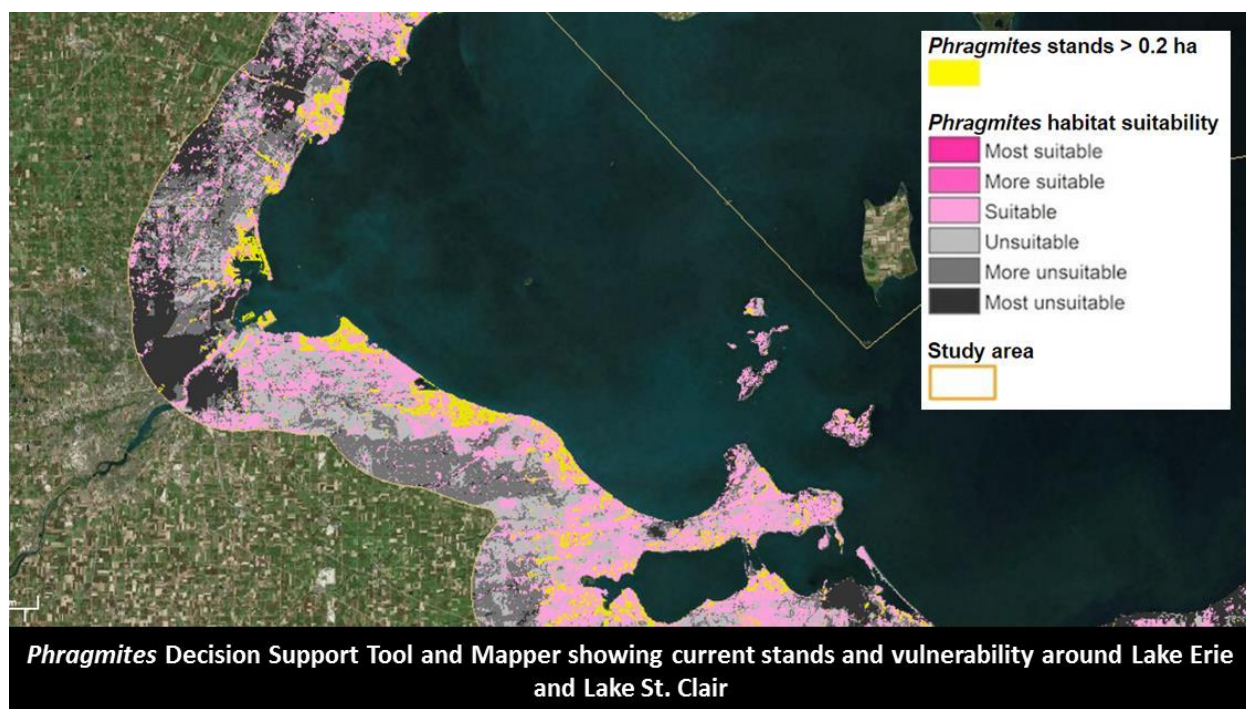 Phragmites stands > 0.2 ha
Phragmites habitat suitability
Most suitable
More suitable
Suitable
Unsuitable
More unsuitable
Most unsuitable
Study area
Phragmites Decision Support Tool and Mapper showing current stands and vulnerability around Lake Erie
and Lake St. Clair